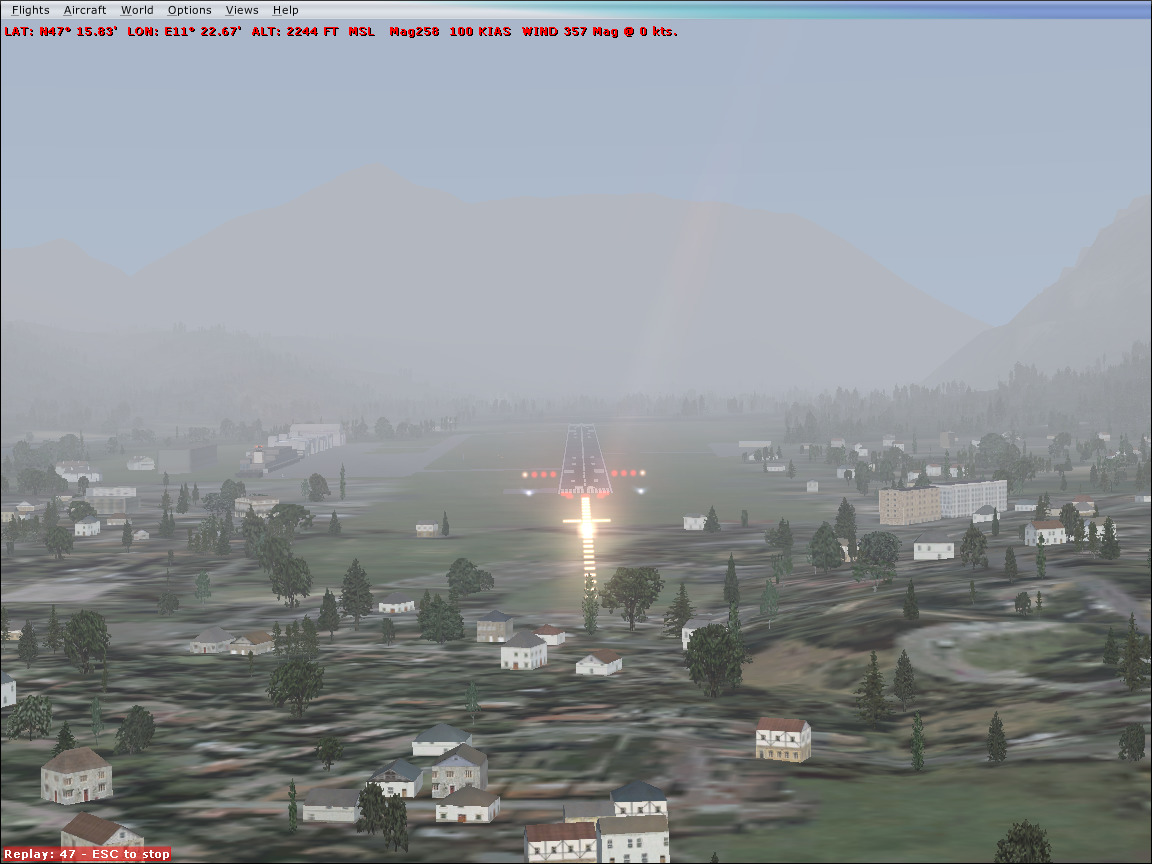 Flights Aircraft World Options Views Help
LAT: N47° 15.83' LON: E11° 22.67' ALT: 2244 FT MSL Mag258 100 KIAS WIND 357 Mag @ 0 kts.
Replay: 47 - ESC to stop